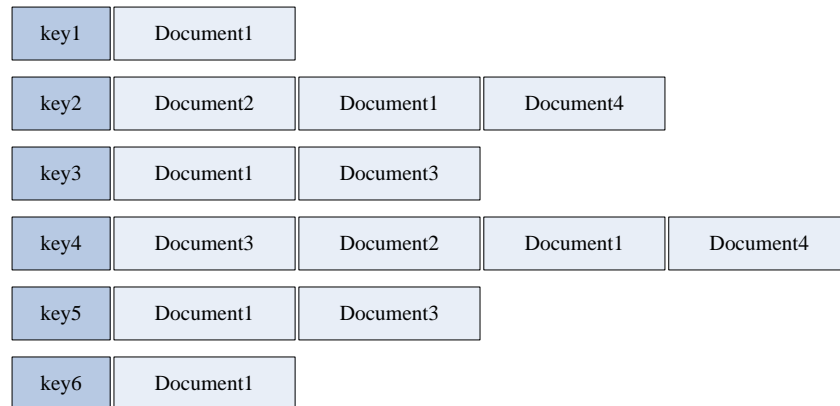 key1 Document1
key2 Document2 Document1 Document4
key3 Document1 Document3
key4 Document3 Document2 Document1 Document4
key5 Document1 Document3
key6 Document1